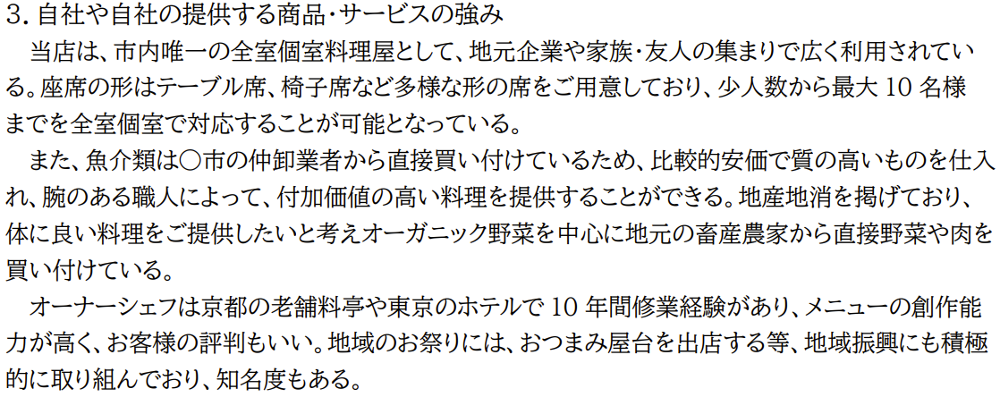 ３．自社や自社の提供する商品・サービスの強み
当店は、市内唯一の全室個室料理屋として、地元企業や家族・友人の集まりで広く利用されてい
る。座席の形はテーブル席、椅子席など多様な形の席をご用意しており、少人数から最大 10 名様
までを全室個室で対応することが可能となっている。
また、魚介類は〇市の仲卸業者から直接買い付けているため、比較的安価で質の高いものを仕入
れ、腕のある職人によって、付加価値の高い料理を提供することができる。地産地消を掲げており、
体に良い料理をご提供したいと考えオーガニック野菜を中心に地元の畜産農家から直接野菜や肉を
買い付けている。
オーナーシェフは京都の老舗料亭や東京のホテルで 10 年間修業経験があり、メニューの創作能
力が高く、お客様の評判もいい。地域のお祭りには、おつまみ屋台を出店する等、地域振興にも積極
的に取り組んでおり、知名度もある。